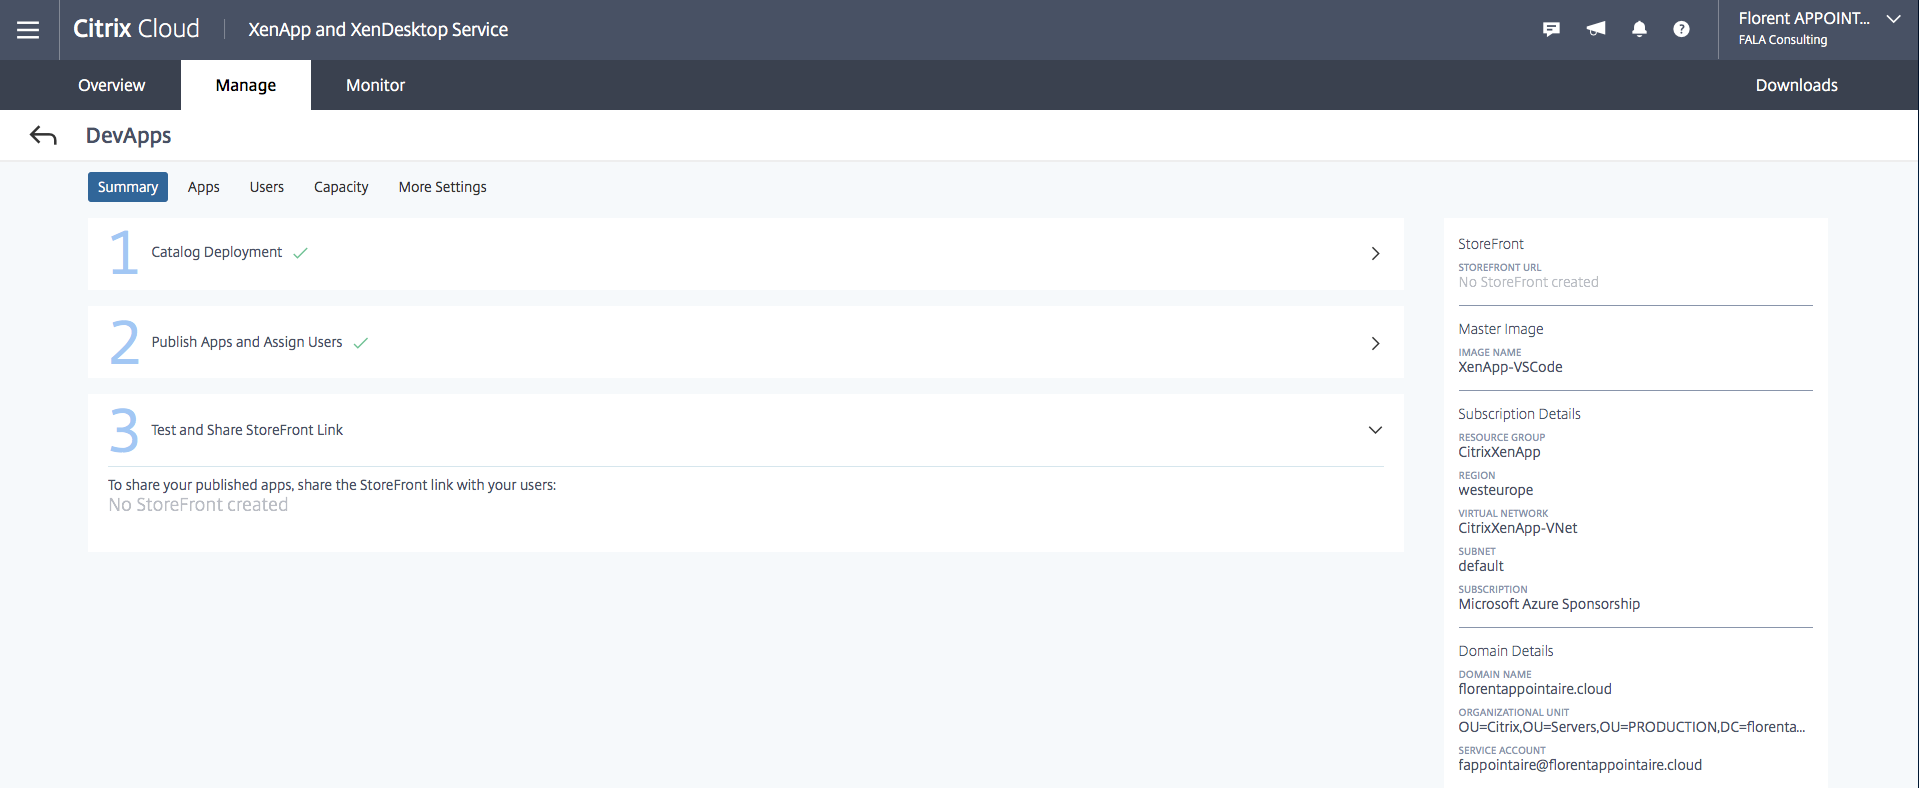 Citrix Cloud
XenApp and XenDesktop Service
Florent APPOINT...
FALA Consulting
Overview
Manage
Monitor
Downloads
DevApps
Summary
Apps
Users
Capacity
More Settings
1 Catalog Deployment
2 Publish Apps and Assign Users
3 Test and Share StoreFront Link
To share your published apps, share the StoreFront link with your users:
No StoreFront created
StoreFront
STOREFRONT URL
No StoreFront created
Master Image
IMAGE NAME
XenApp-VSCode
Subscription Details
RESOURCE GROUP
CitrixXenApp
REGION
westeurope
VIRTUAL NETWORK
CitrixXenApp-VNet
SUBNET
default
SUBSCRIPTION
Microsoft Azure Sponsorship
Domain Details
DOMAIN NAME
florentappointaire.cloud
ORGANIZATIONAL UNIT
OU=Citrix,OU=Servers,OU=PRODUCTION,DC=florenta...
SERVICE ACCOUNT
fappointaire@florentappointaire.cloud